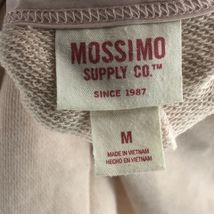 MOSSIMO
SUPPLY CO.™
SINCE 1987
M
MADE IN VIETNAM
HECHO EN VIETNAM